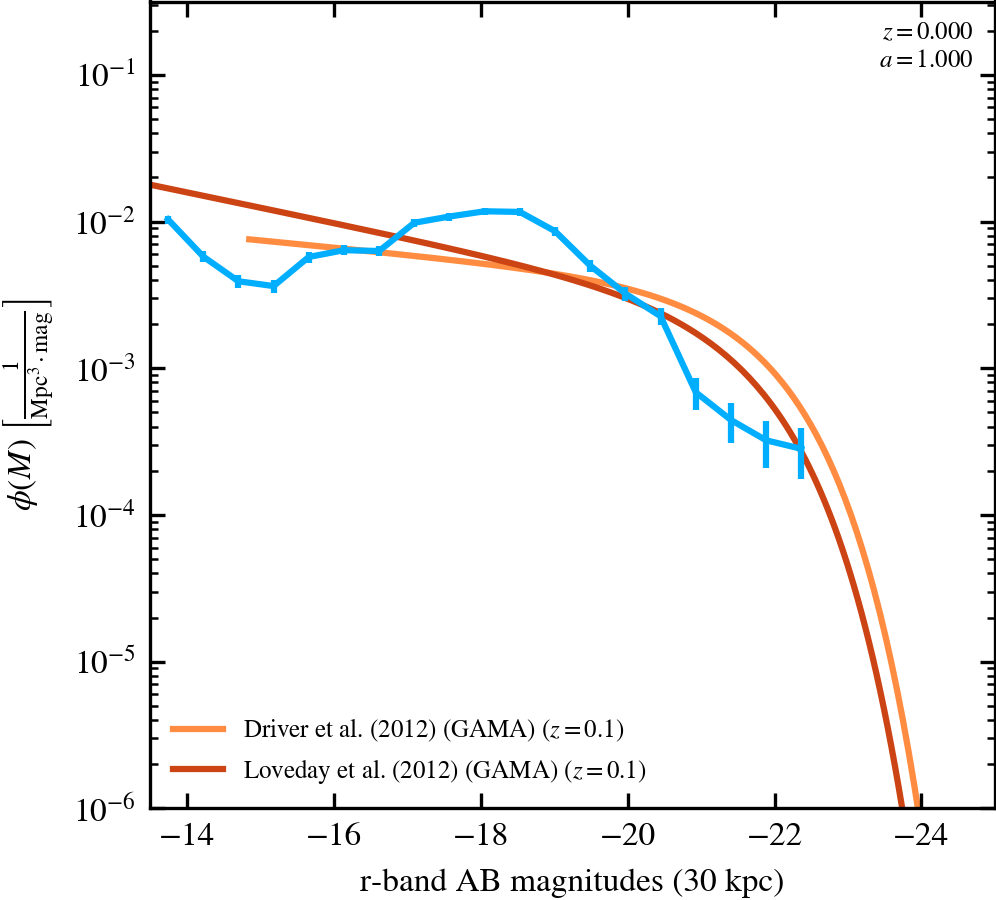 z = 0.000
a = 1.000
10⁻¹
10⁻²
10⁻³
10⁻⁴
10⁻⁵
10⁻⁶
ϕ(M) [1/Mpc³ · mag]
Driver et al. (2012) (GAMA) (z = 0.1)
Loveday et al. (2012) (GAMA) (z = 0.1)
−14 −16 −18 −20 −22 −24
r-band AB magnitudes (30 kpc)